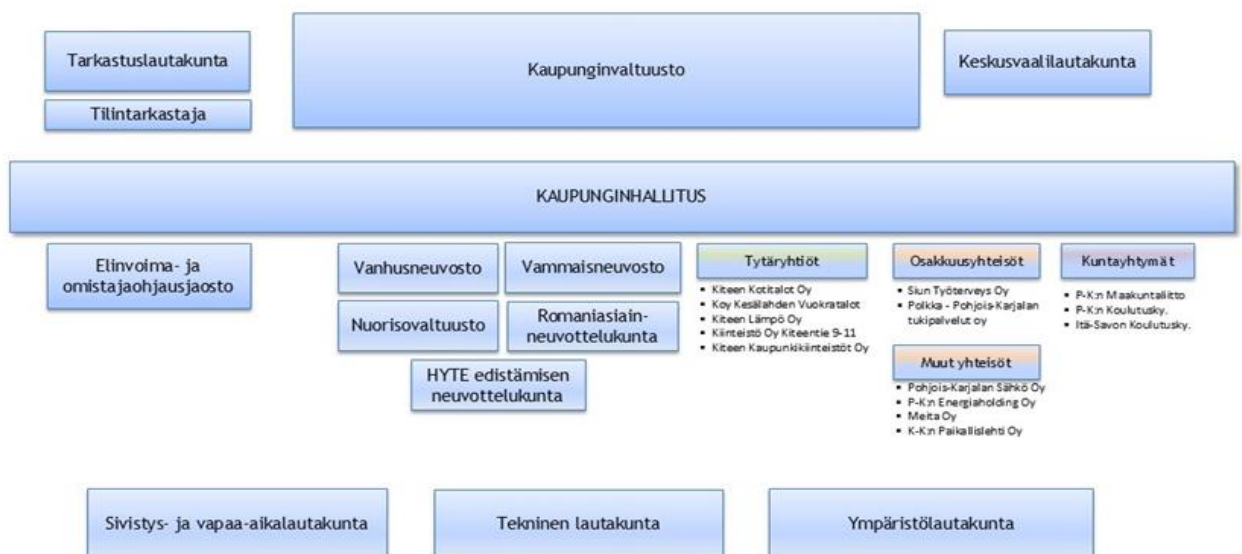 Tarkastuslautakunta
Tilintarkastaja
Kaupunginvaltuusto
Keskusvaalilautakunta
KAUPUNGINHALLITUS
Elinvoima- ja
omistajaohjausjaosto
Vanhusneuvosto
Vammaisneuvosto
Nuorisovaltuusto
Romaniasiain-
neuvottelukunta
HYTE edistämisen
neuvottelukunta
Tytäryhtiöt
▪ Kiteen Kotitalot Oy
▪ Koy Kesälahden Vuokratalot
▪ Kiteen Lämpö Oy
▪ Kiinteistö Oy Kiteentie 9-11
▪ Kiteen Kaupunkikiinteistöt Oy
Osakkuusyhteisöt
▪ Siun Työterveys Oy
▪ Polkka - Pohjois-Karjalan
tukipalvelut oy
Muut yhteisöt
▪ Pohjois-Karjalan Sähkö Oy
▪ P-K:n Energiaholding Oy
▪ Meita Oy
▪ K-K:n Paikallislehti Oy
Kuntayhtymät
▪ P-K:n Maakuntaliitto
▪ P-K:n Koulutusky.
▪ Itä-Savon Koulutusky.
Sivistys- ja vapaa-aikalautakunta
Tekninen lautakunta
Ympäristölautakunta